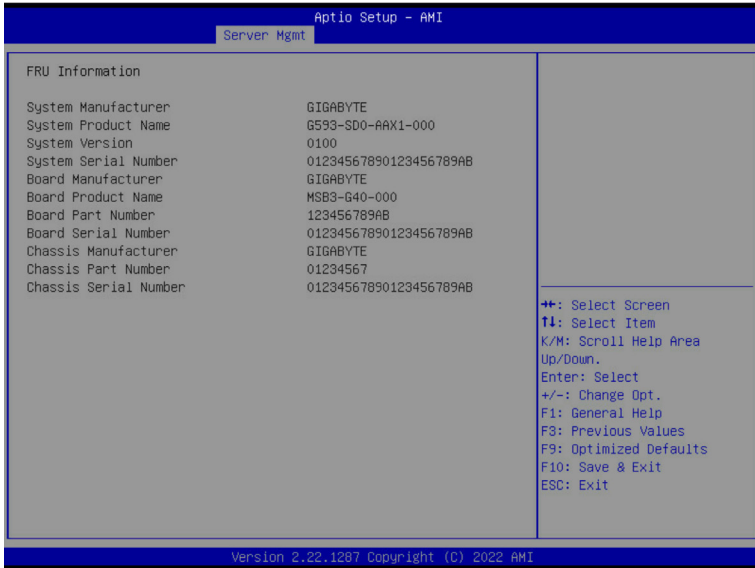 Aptio Setup – AMI
Server Mgmt
FRU Information
System Manufacturer GIGABYTE
System Product Name G593-SD0-AAX1-000
System Version 0100
System Serial Number 01234567890123456789AB
Board Manufacturer GIGABYTE
Board Product Name MSB3-G40-000
Board Part Number 123456789AB
Board Serial Number 01234567890123456789AB
Chassis Manufacturer GIGABYTE
Chassis Part Number 01234567
Chassis Serial Number 01234567890123456789AB
→←: Select Screen
↑↓: Select Item
K/M: Scroll Help Area
Up/Down.
Enter: Select
+/-: Change Opt.
F1: General Help
F3: Previous Values
F9: Optimized Defaults
F10: Save & Exit
ESC: Exit
Version 2.22.1287 Copyright (C) 2022 AMI